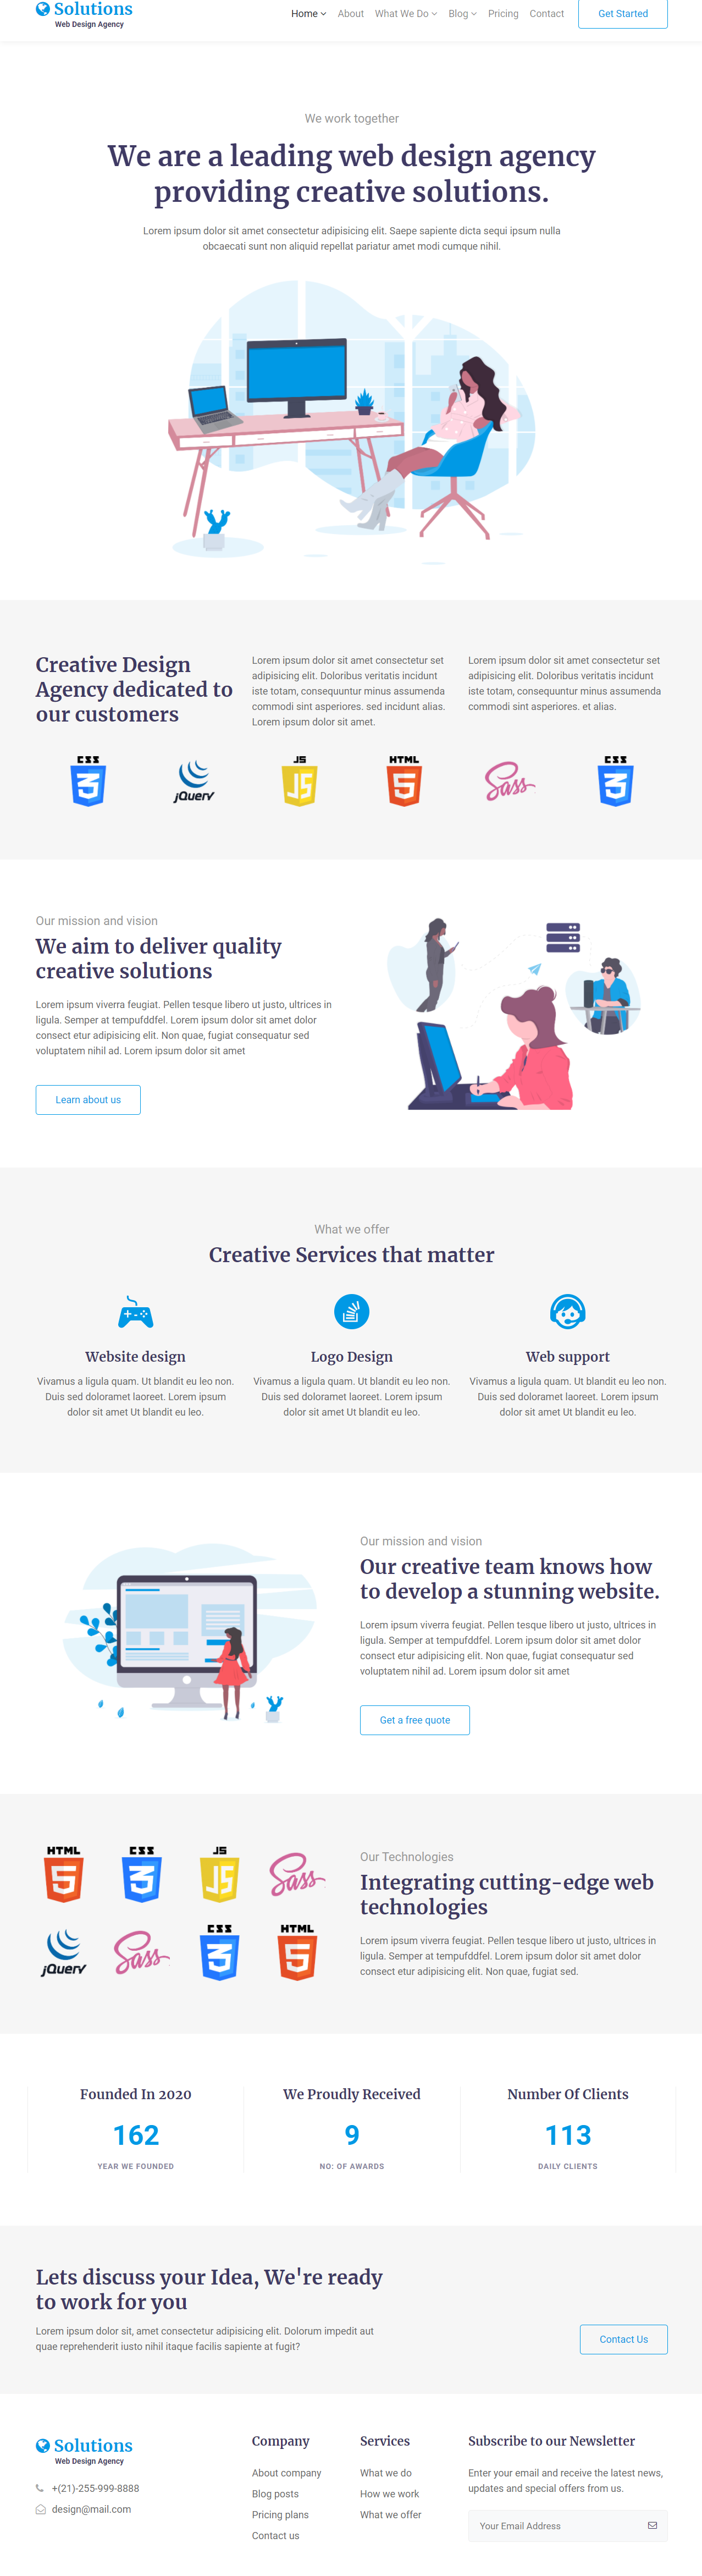 Solutions
Web Design Agency
Home About What We Do Blog Pricing Contact Get Started
We work together
We are a leading web design agency
providing creative solutions.
Lorem ipsum dolor sit amet consectetur adipisicing elit. Saepe sapiente dicta sequi ipsum nulla
obcaecati sunt non aliquid repellat pariatur amet modi cumque nihil.
Creative Design
Agency dedicated to
our customers
Lorem ipsum dolor sit amet consectetur set
adipisicing elit. Doloribus veritatis incidunt
iste totam, consequuntur minus assumenda
commodi sint asperiores. sed incidunt alias.
Lorem ipsum dolor sit amet.
Lorem ipsum dolor sit amet consectetur set
adipisicing elit. Doloribus veritatis incidunt
iste totam, consequuntur minus assumenda
commodi sint asperiores. et alias.
CSS
3
jQuery
JS
JS
HTML
5
Sass
CSS
3
Our mission and vision
We aim to deliver quality
creative solutions
Lorem ipsum viverra feugiat. Pellen tesque libero ut justo, ultrices in
ligula. Semper at tempufddfel. Lorem ipsum dolor sit amet dolor
consect etur adipisicing elit. Non quae, fugiat consequatur sed
voluptatem nihil ad. Lorem ipsum dolor sit amet
Learn about us
What we offer
Creative Services that matter
Website design
Vivamus a ligula quam. Ut blandit eu leo non.
Duis sed doloramet laoreet. Lorem ipsum
dolor sit amet Ut blandit eu leo.
Logo Design
Vivamus a ligula quam. Ut blandit eu leo non.
Duis sed doloramet laoreet. Lorem ipsum
dolor sit amet Ut blandit eu leo.
Web support
Vivamus a ligula quam. Ut blandit eu leo non.
Duis sed doloramet laoreet. Lorem ipsum
dolor sit amet Ut blandit eu leo.
Our mission and vision
Our creative team knows how
to develop a stunning website.
Lorem ipsum viverra feugiat. Pellen tesque libero ut justo, ultrices in
ligula. Semper at tempufddfel. Lorem ipsum dolor sit amet dolor
consect etur adipisicing elit. Non quae, fugiat consequatur sed
voluptatem nihil ad. Lorem ipsum dolor sit amet
Get a free quote
HTML
5
CSS
3
JS
JS
Sass
jQuery
Sass
CSS
3
HTML
5
Our Technologies
Integrating cutting-edge web
technologies
Lorem ipsum viverra feugiat. Pellen tesque libero ut justo, ultrices in
ligula. Semper at tempufddfel. Lorem ipsum dolor sit amet dolor
consect etur adipisicing elit. Non quae, fugiat sed.
Founded In 2020
162
YEAR WE FOUNDED
We Proudly Received
9
NO: OF AWARDS
Number Of Clients
113
DAILY CLIENTS
Lets discuss your Idea, We're ready
to work for you
Lorem ipsum dolor sit, amet consectetur adipisicing elit. Dolorum impedit aut
quae reprehenderit iusto nihil itaque facilis sapiente at fugit?
Contact Us
Solutions
Web Design Agency
+(21)-255-999-8888
design@mail.com
Company
About company
Blog posts
Pricing plans
Contact us
Services
What we do
How we work
What we offer
Subscribe to our Newsletter
Enter your email and receive the latest news,
updates and special offers from us.
Your Email Address